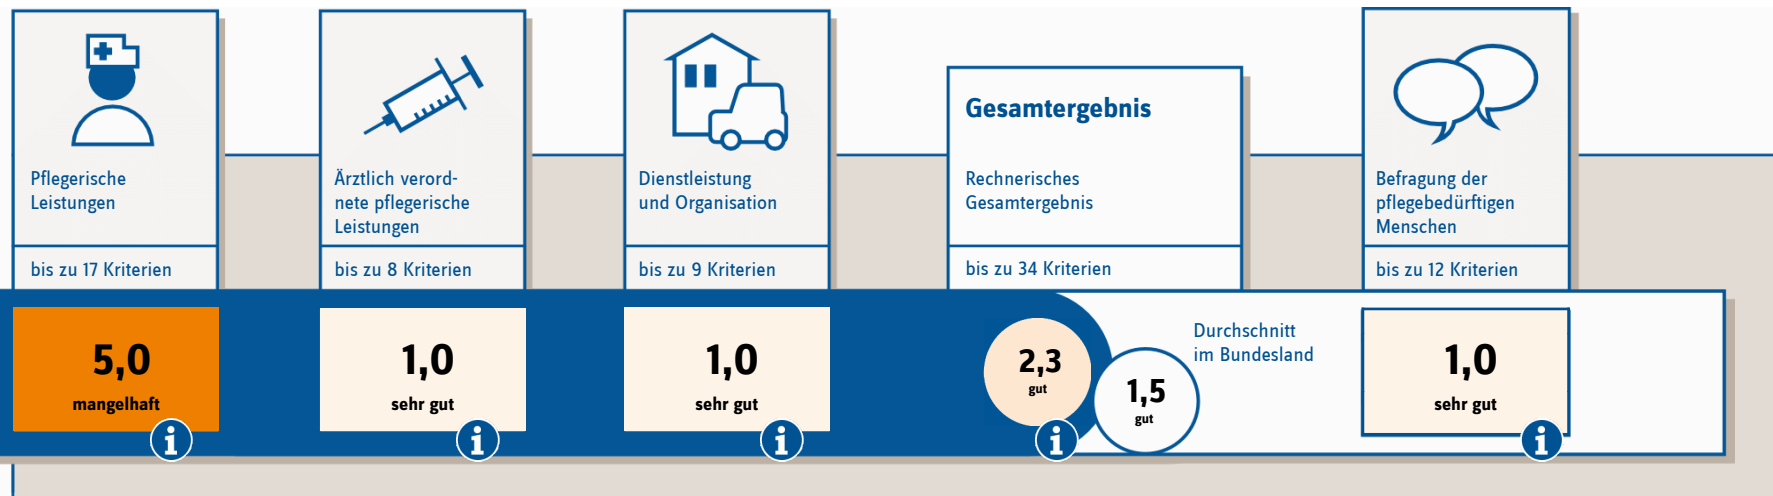 Pflegerische
Leistungen
bis zu 17 Kriterien
5,0
mangelhaft
i
Ärztlich verord-
nete pflegerische
Leistungen
bis zu 8 Kriterien
1,0
sehr gut
i
Dienstleistung
und Organisation
bis zu 9 Kriterien
1,0
sehr gut
i
Gesamtergebnis
Rechnerisches
Gesamtergebnis
bis zu 34 Kriterien
2,3
gut
i
1,5
gut
Durchschnitt
im Bundesland
Befragung der
pflegebedürftigen
Menschen
bis zu 12 Kriterien
1,0
sehr gut
i